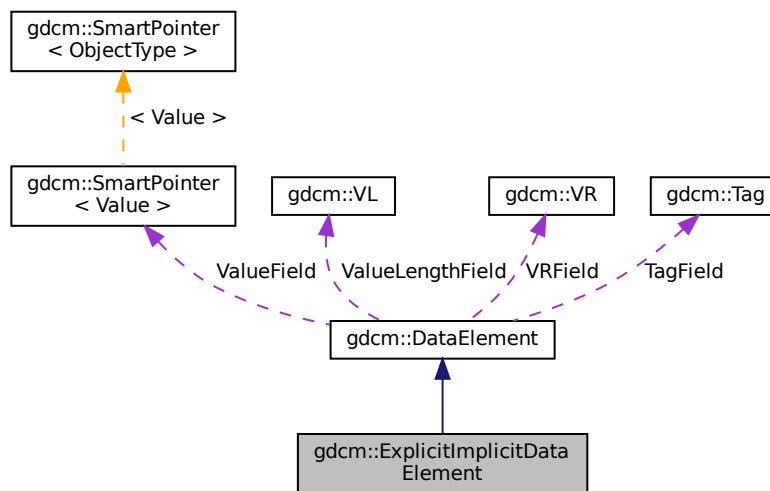 gdcm::SmartPointer
< ObjectType >
< Value >
gdcm::SmartPointer
< Value >
gdcm::VL
gdcm::VR
gdcm::Tag
ValueField
ValueLengthField
VRField
TagField
gdcm::DataElement
gdcm::ExplicitImplicitData
Element